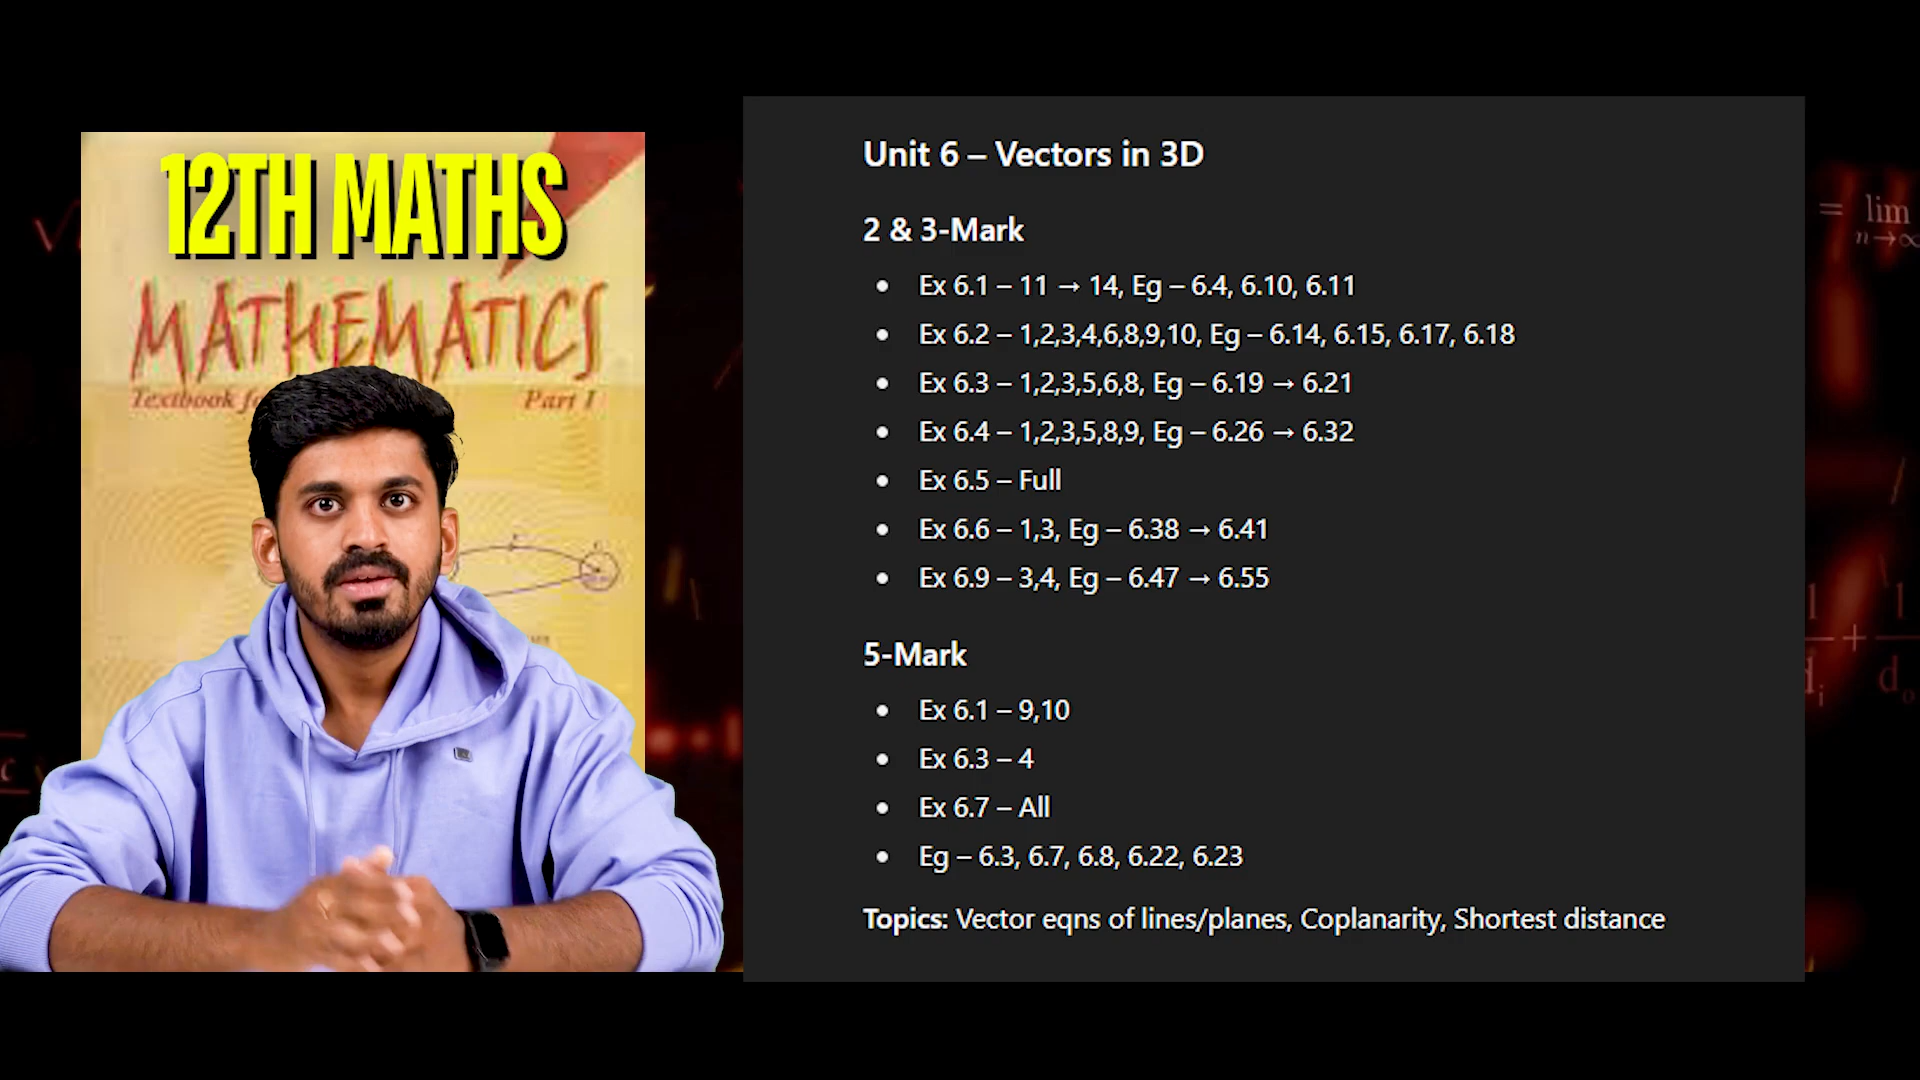 12TH MATHS
MATHEMATICS
Textbook fo
Part I
Unit 6 – Vectors in 3D
2 & 3-Mark
• Ex 6.1 – 11 → 14, Eg – 6.4, 6.10, 6.11
• Ex 6.2 – 1,2,3,4,6,8,9,10, Eg – 6.14, 6.15, 6.17, 6.18
• Ex 6.3 – 1,2,3,5,6,8, Eg – 6.19 → 6.21
• Ex 6.4 – 1,2,3,5,8,9, Eg – 6.26 → 6.32
• Ex 6.5 – Full
• Ex 6.6 – 1,3, Eg – 6.38 → 6.41
• Ex 6.9 – 3,4, Eg – 6.47 → 6.55
5-Mark
• Ex 6.1 – 9,10
• Ex 6.3 – 4
• Ex 6.7 – All
• Eg – 6.3, 6.7, 6.8, 6.22, 6.23
Topics: Vector eqns of lines/planes, Coplanarity, Shortest distance
= lim
n→∞